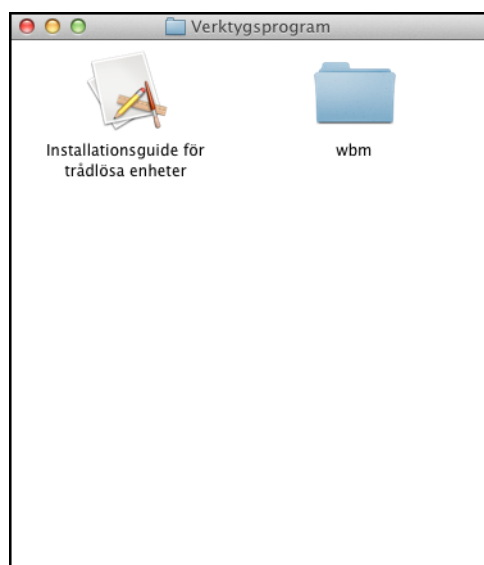 Verktygsprogram
Installationsguide för
trådlösa enheter
wbm